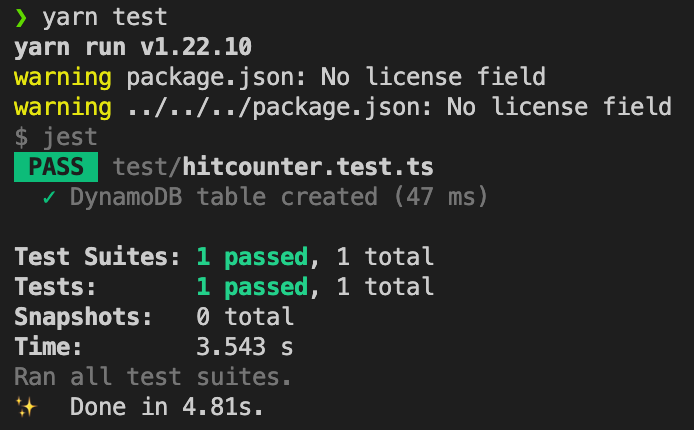 ❯ yarn test
yarn run v1.22.10
warning package.json: No license field
warning ../../../package.json: No license field
$ jest
PASS test/hitcounter.test.ts
✓ DynamoDB table created (47 ms)
Test Suites: 1 passed, 1 total
Tests: 1 passed, 1 total
Snapshots: 0 total
Time: 3.543 s
Ran all test suites.
✨ Done in 4.81s.